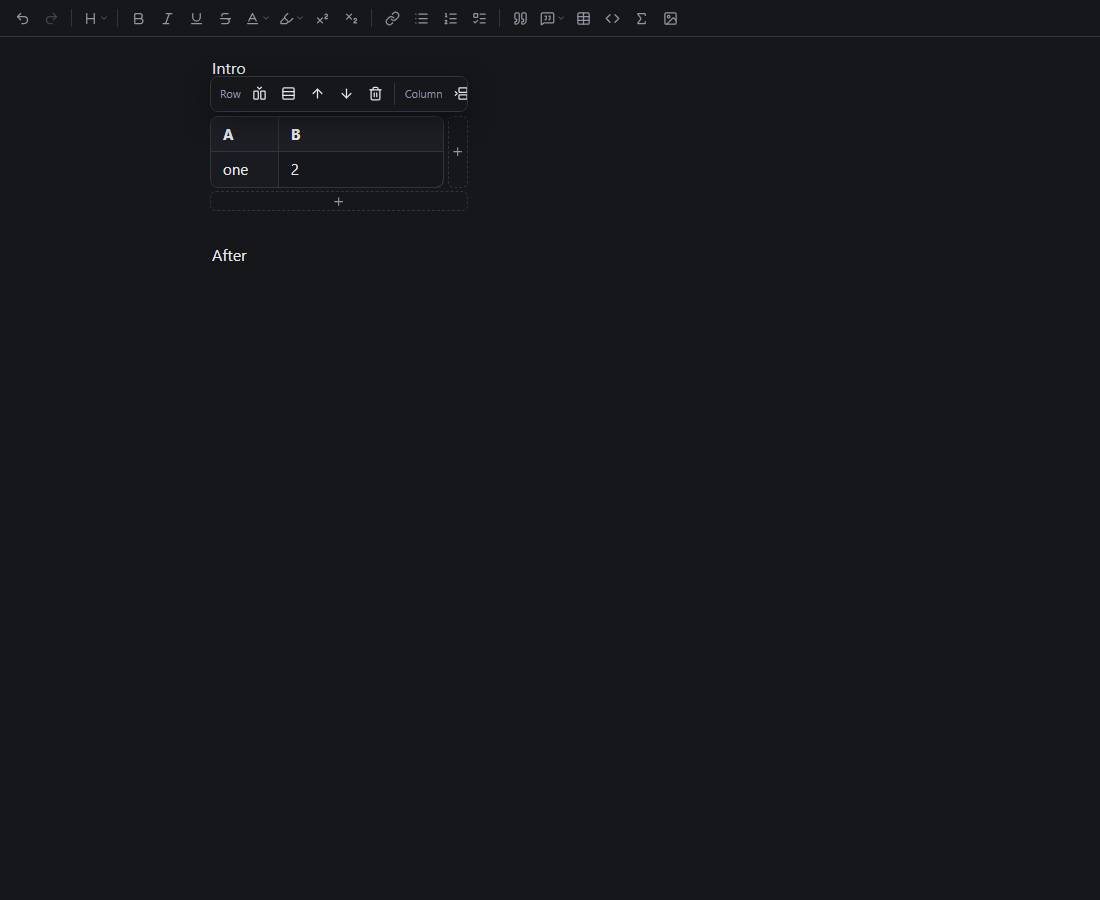 Intro
Row Column
A B
one 2
+
+
After